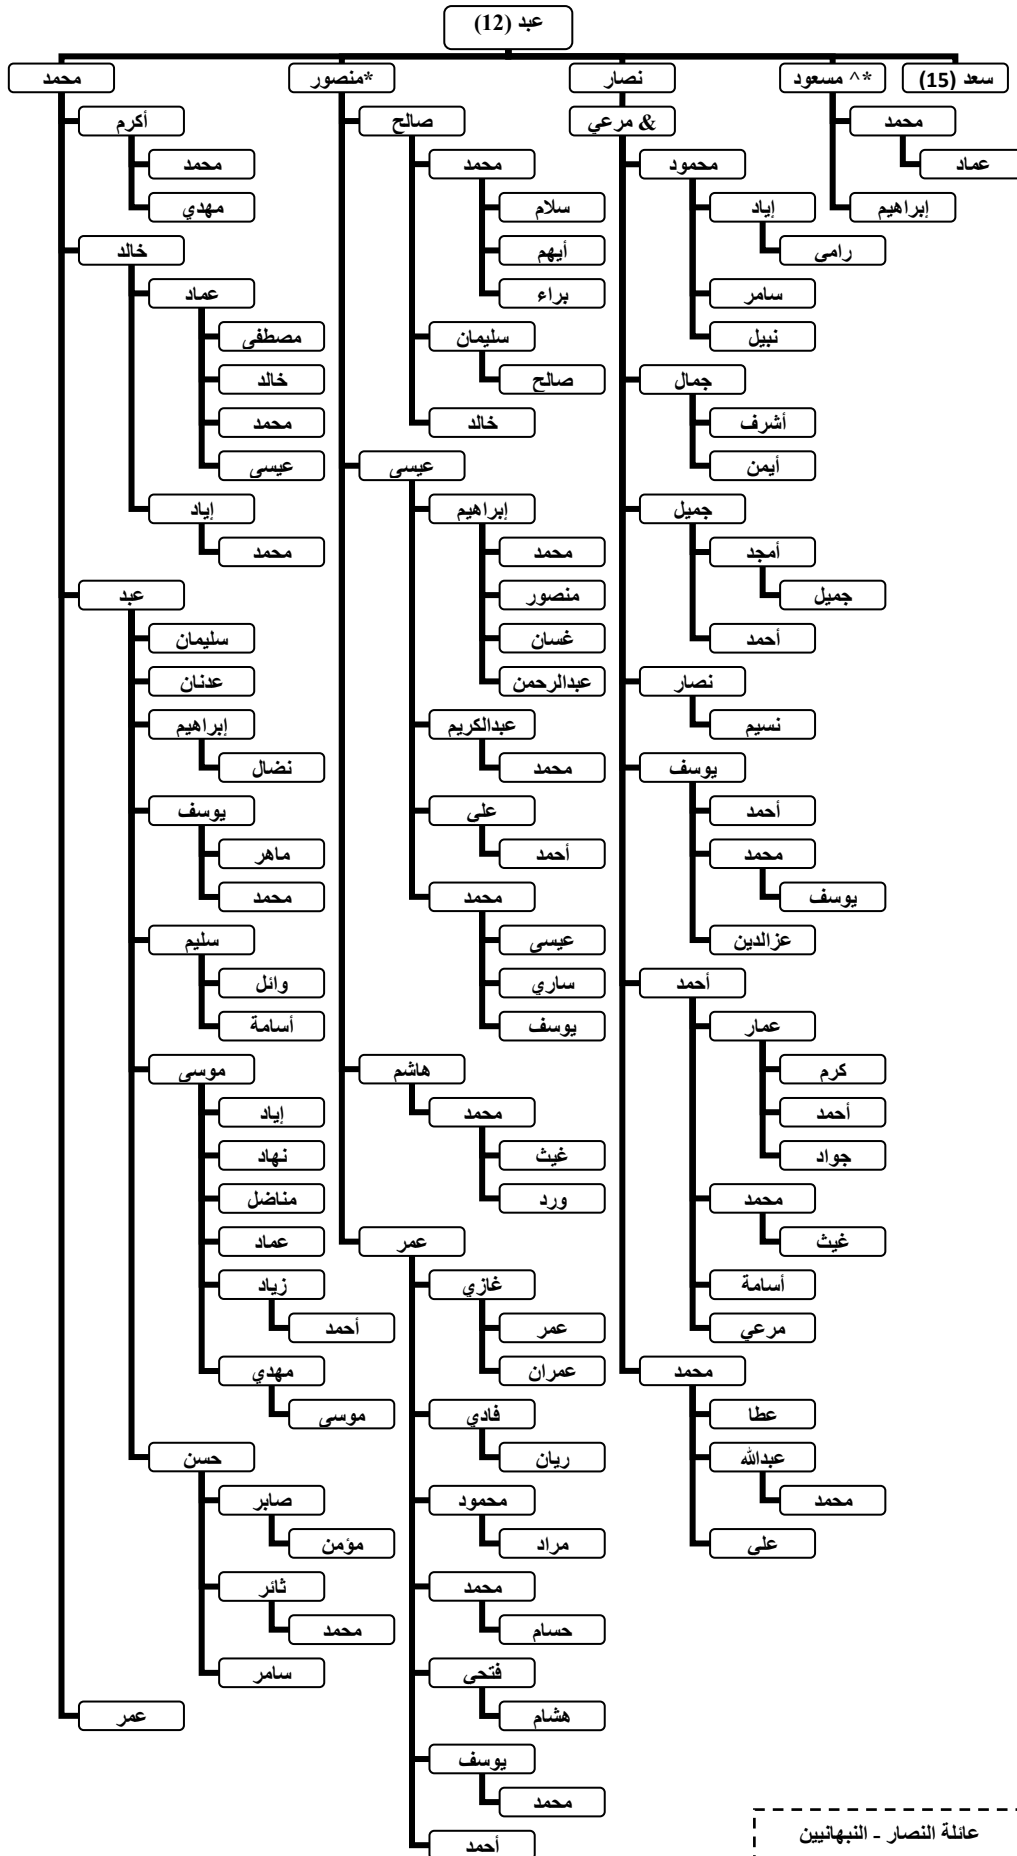 عبد (12)
سعد (15)
*^ مسعود
محمد
عماد
إبراهيم
نصار
& مرعي
محمود
إياد
رامى
سامر
نبيل
جمال
أشرف
أيمن
جميل
أمجد
جميل
أحمد
نصار
نسيم
يوسف
أحمد
محمد
يوسف
عزالدين
أحمد
عمار
كرم
أحمد
جواد
محمد
غيث
أسامة
مرعي
محمد
عطا
عبدالله
محمد
على
*منصور
صالح
محمد
سلام
أيهم
براء
سليمان
صالح
خالد
عيسى
إبراهيم
محمد
منصور
غسان
عبدالرحمن
عبدالكريم
محمد
على
أحمد
محمد
عيسى
ساري
يوسف
هاشم
محمد
غيث
ورد
عمر
غازي
عمر
عمران
فادي
ريان
محمود
مراد
محمد
حسام
فتحى
هشام
يوسف
محمد
أحمد
محمد
أكرم
محمد
مهدي
خالد
عماد
مصطفى
خالد
محمد
عيسى
إياد
محمد
عبد
سليمان
عدنان
إبراهيم
نضال
يوسف
ماهر
محمد
سليم
وائل
أسامة
موسى
إياد
نهاد
مناضل
عماد
زياد
أحمد
مهدي
موسى
حسن
صابر
مؤمن
ثائر
محمد
سامر
عمر
عائلة النصار - النبهانيين